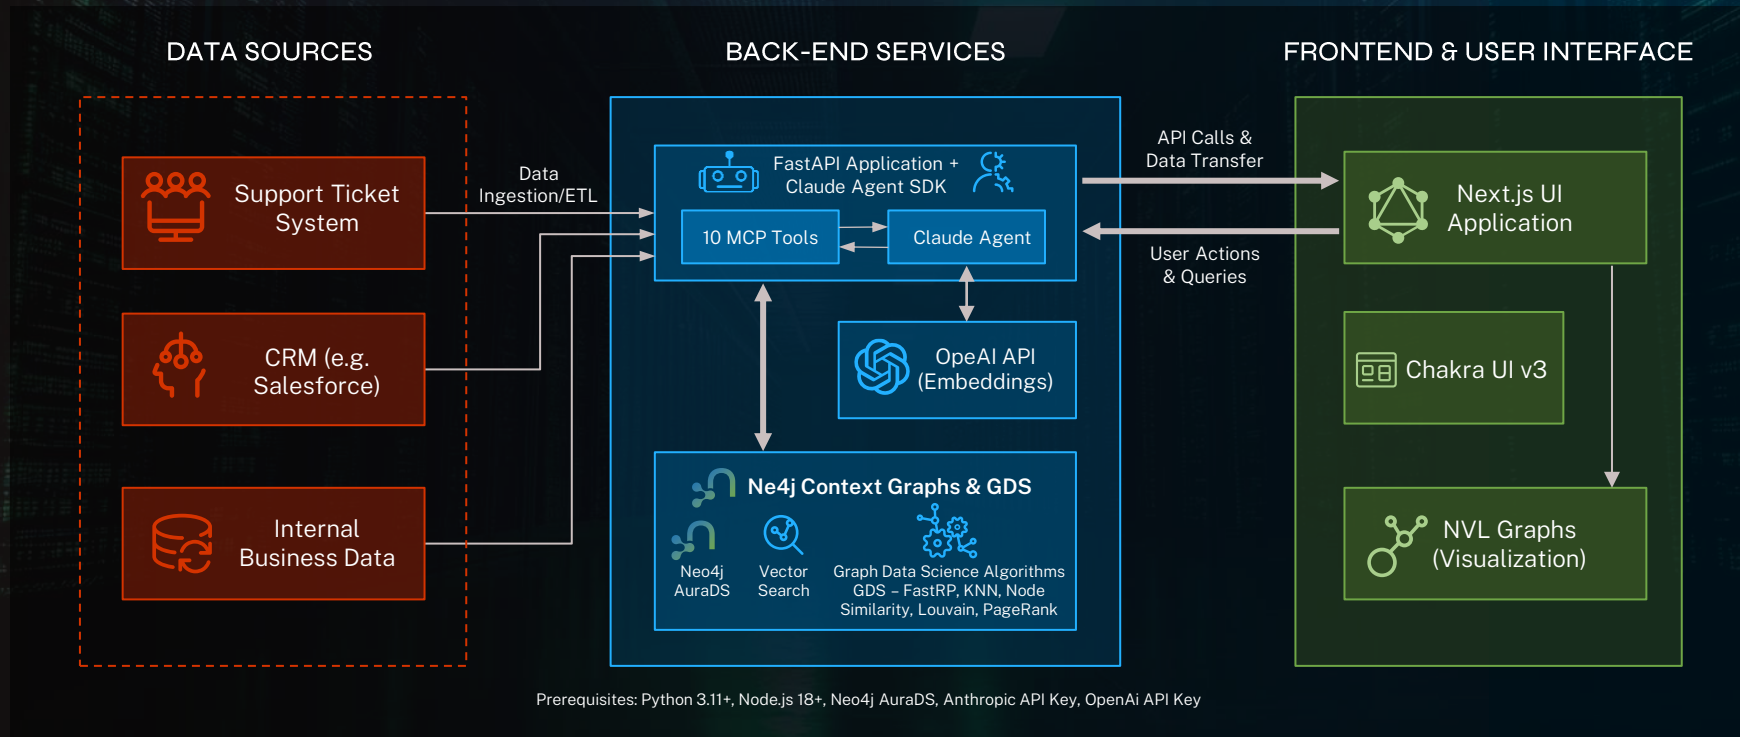 DATA SOURCES
BACK-END SERVICES
FRONTEND & USER INTERFACE
Support Ticket
System
CRM (e.g.
Salesforce)
Internal
Business Data
Data
Ingestion/ETL
FastAPI Application +
Claude Agent SDK
10 MCP Tools
Claude Agent
OpeAI API
(Embeddings)
Ne4j Context Graphs & GDS
Neo4j
AuraDS
Vector
Search
Graph Data Science Algorithms
GDS – FastRP, KNN, Node
Similarity, Louvain, PageRank
API Calls &
Data Transfer
User Actions
& Queries
Next.js UI
Application
Chakra UI v3
NVL Graphs
(Visualization)
Prerequisites: Python 3.11+, Node.js 18+, Neo4j AuraDS, Anthropic API Key, OpenAi API Key